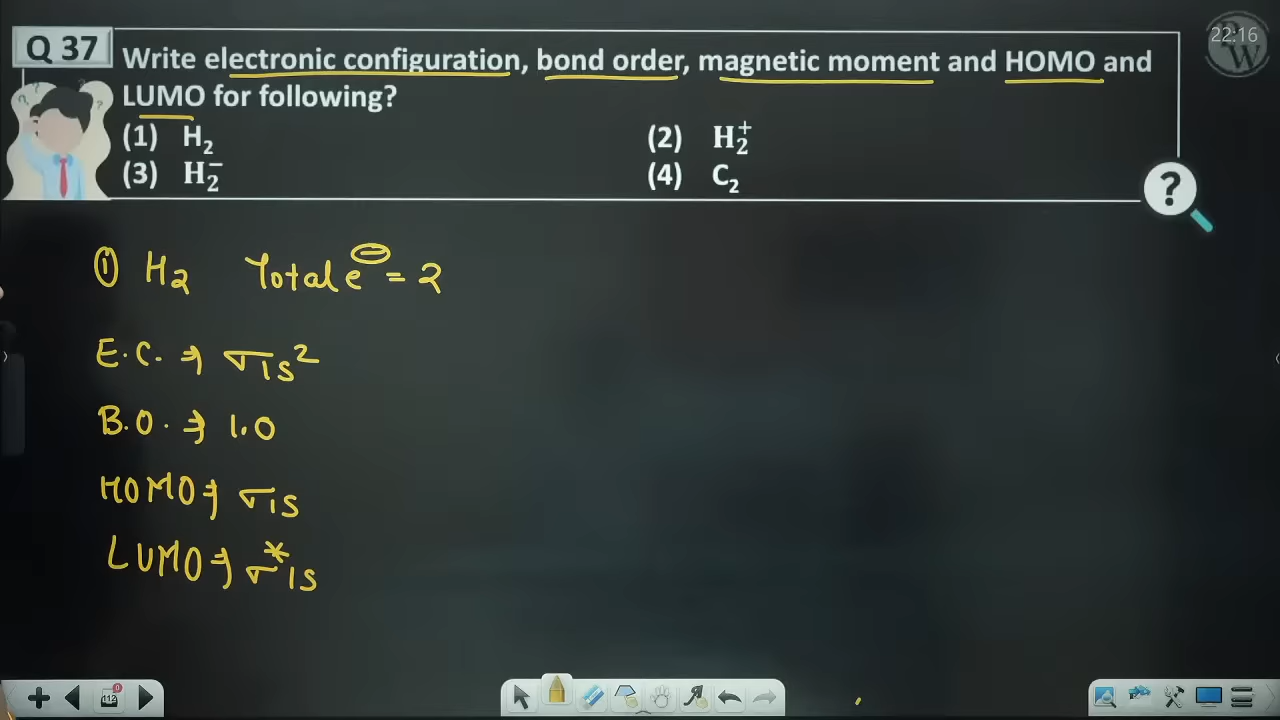 Q 37
Write electronic configuration, bond order, magnetic moment and HOMO and
LUMO for following?
(1) H₂
(2) H₂⁺
(3) H₂⁻
(4) C₂
22:16
① H₂ Total e⊖ = 2
E.C. ⇒ σ1s²
B.O. ⇒ 1.0
HOMO ⇒ σ1s
LUMO ⇒ σ*1s